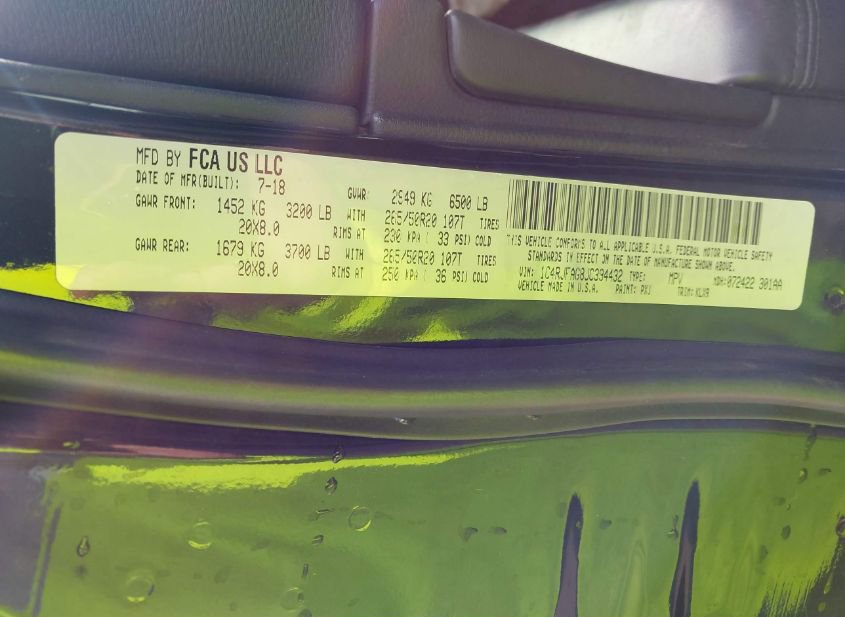 MFD BY FCA US LLC
DATE OF MFR(BUILT): 7-18 GVWR: 2949 KG 6500 LB
GAWR FRONT: 1452 KG 3200 LB WITH 265/50R20 107T TIRES
20X8.0 RIMS AT 230 KPA ( 33 PSI) COLD
GAWR REAR: 1679 KG 3700 LB WITH 265/50R20 107T TIRES
20X8.0 RIMS AT 250 KPA ( 36 PSI) COLD
THIS VEHICLE CONFORMS TO ALL APPLICABLE U.S.A. FEDERAL MOTOR VEHICLE SAFETY
STANDARDS IN EFFECT ON THE DATE OF MANUFACTURE SHOWN ABOVE.
VIN: 1C4RJFAG8JC394432 TYPE: MPV MDH:072422 301AA
VEHICLE MADE IN U.S.A. PAINT: PXJ TRIM: KLX9